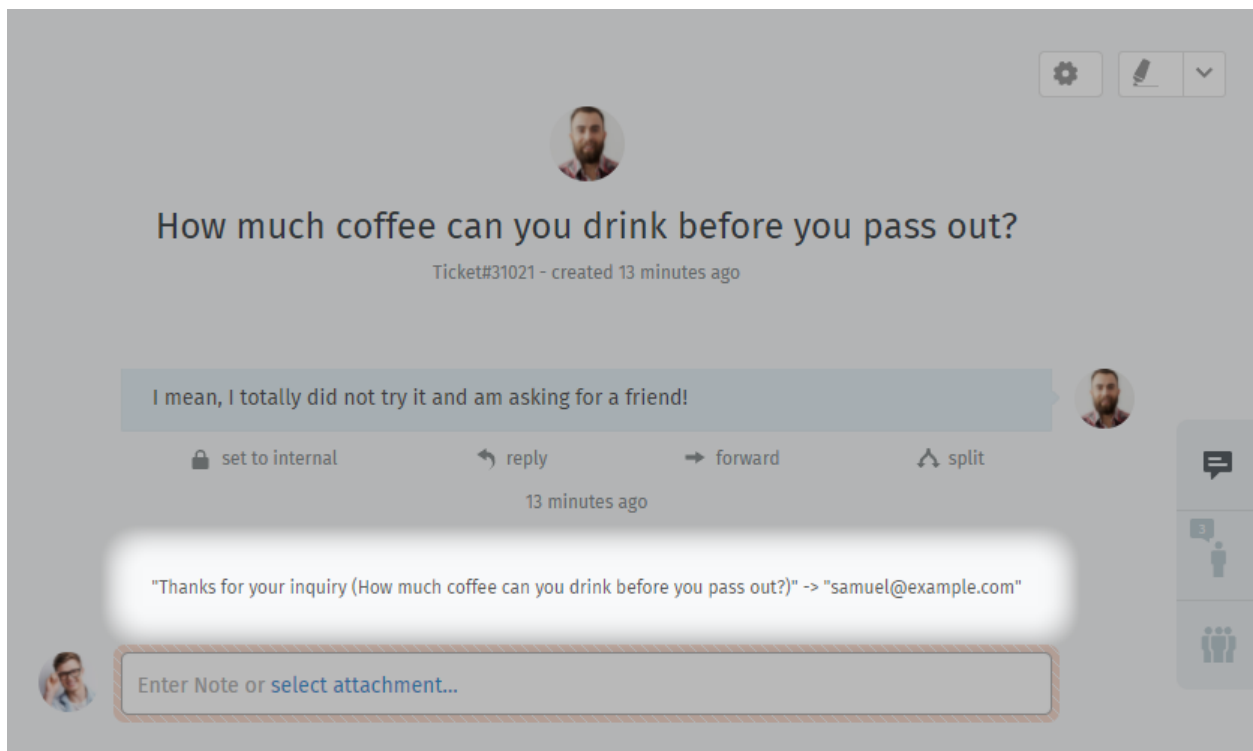 How much coffee can you drink before you pass out?
Ticket#31021 - created 13 minutes ago
I mean, I totally did not try it and am asking for a friend!
set to internal reply forward split
13 minutes ago
3
"Thanks for your inquiry (How much coffee can you drink before you pass out?)" -> "samuel@example.com"
Enter Note or select attachment...